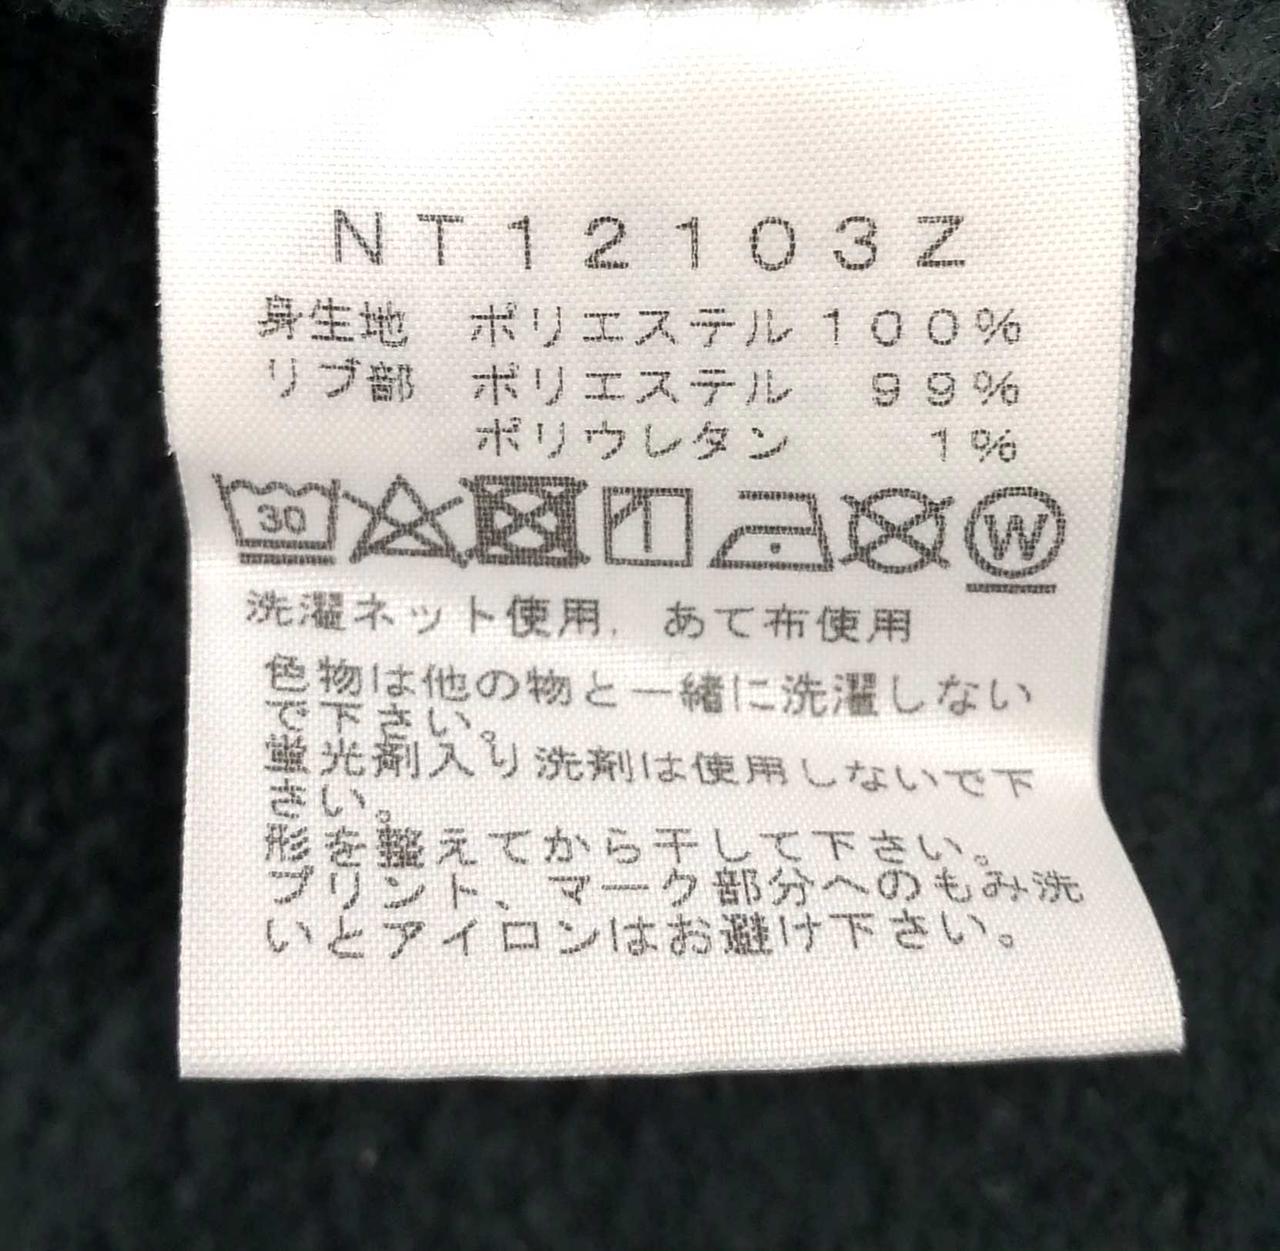 NT12103Z
身生地 ポリエステル 100%
リブ部 ポリエステル 99%
ポリウレタン 1%
30 W
洗濯ネット使用. あて布使用
色物は他の物と一緒に洗濯しない
で下さい。
蛍光剤入り洗剤は使用しないで下
さい。
形を整えてから干して下さい。
プリント、マーク部分へのもみ洗
いとアイロンはお避け下さい。